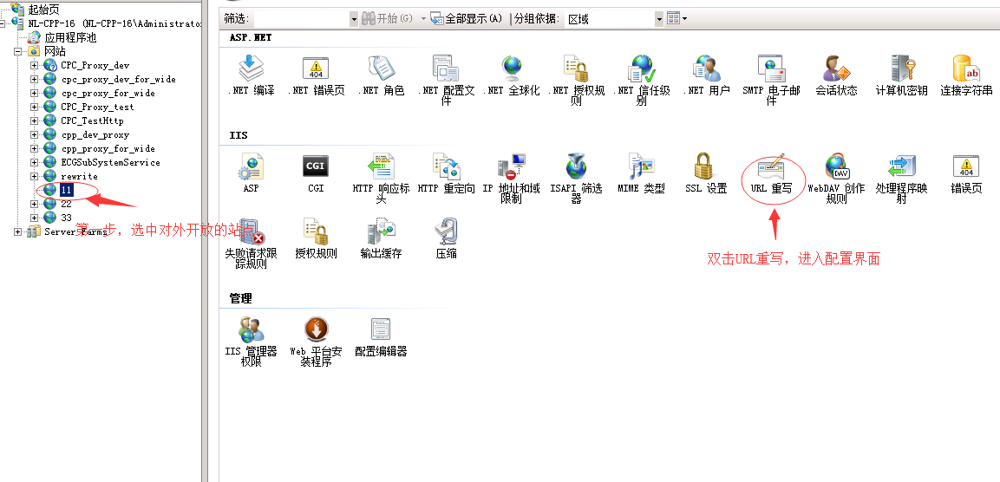 起始页
NL-CPP-16 (NL-CPP-16\Administrator
应用程序池
网站
CPC_Proxy_dev
cpc_proxy_dev_for_wide
cpc_proxy_for_wide
CPC_Proxy_test
CPC_TestHttp
cpp_dev_proxy
cpp_proxy_for_wide
ECGSubSystemService
rewrite
11
22
33
Server Farms
第一步，选中对外开放的站点
筛选: 开始(G) 全部显示(A) 分组依据: 区域
ASP.NET
.NET 编译 .NET 错误页 .NET 角色 .NET 配置文 .NET 全球化 .NET 授权规 .NET 信任级 .NET 用户 SMTP 电子邮 会话状态 计算机密钥 连接字符串
件 则 别 件
IIS
CGI
ASP CGI HTTP 响应标 HTTP 重定向 IP 地址和域 ISAPI 筛选 MIME 类型 SSL 设置 URL 重写 WebDAV 创作 处理程序映 错误页
头 限制 器 规则 射
失败请求跟 授权规则 输出缓存 压缩
踪规则
双击URL重写，进入配置界面
管理
IIS 管理器 Web 平台安 配置编辑器
权限 装程序